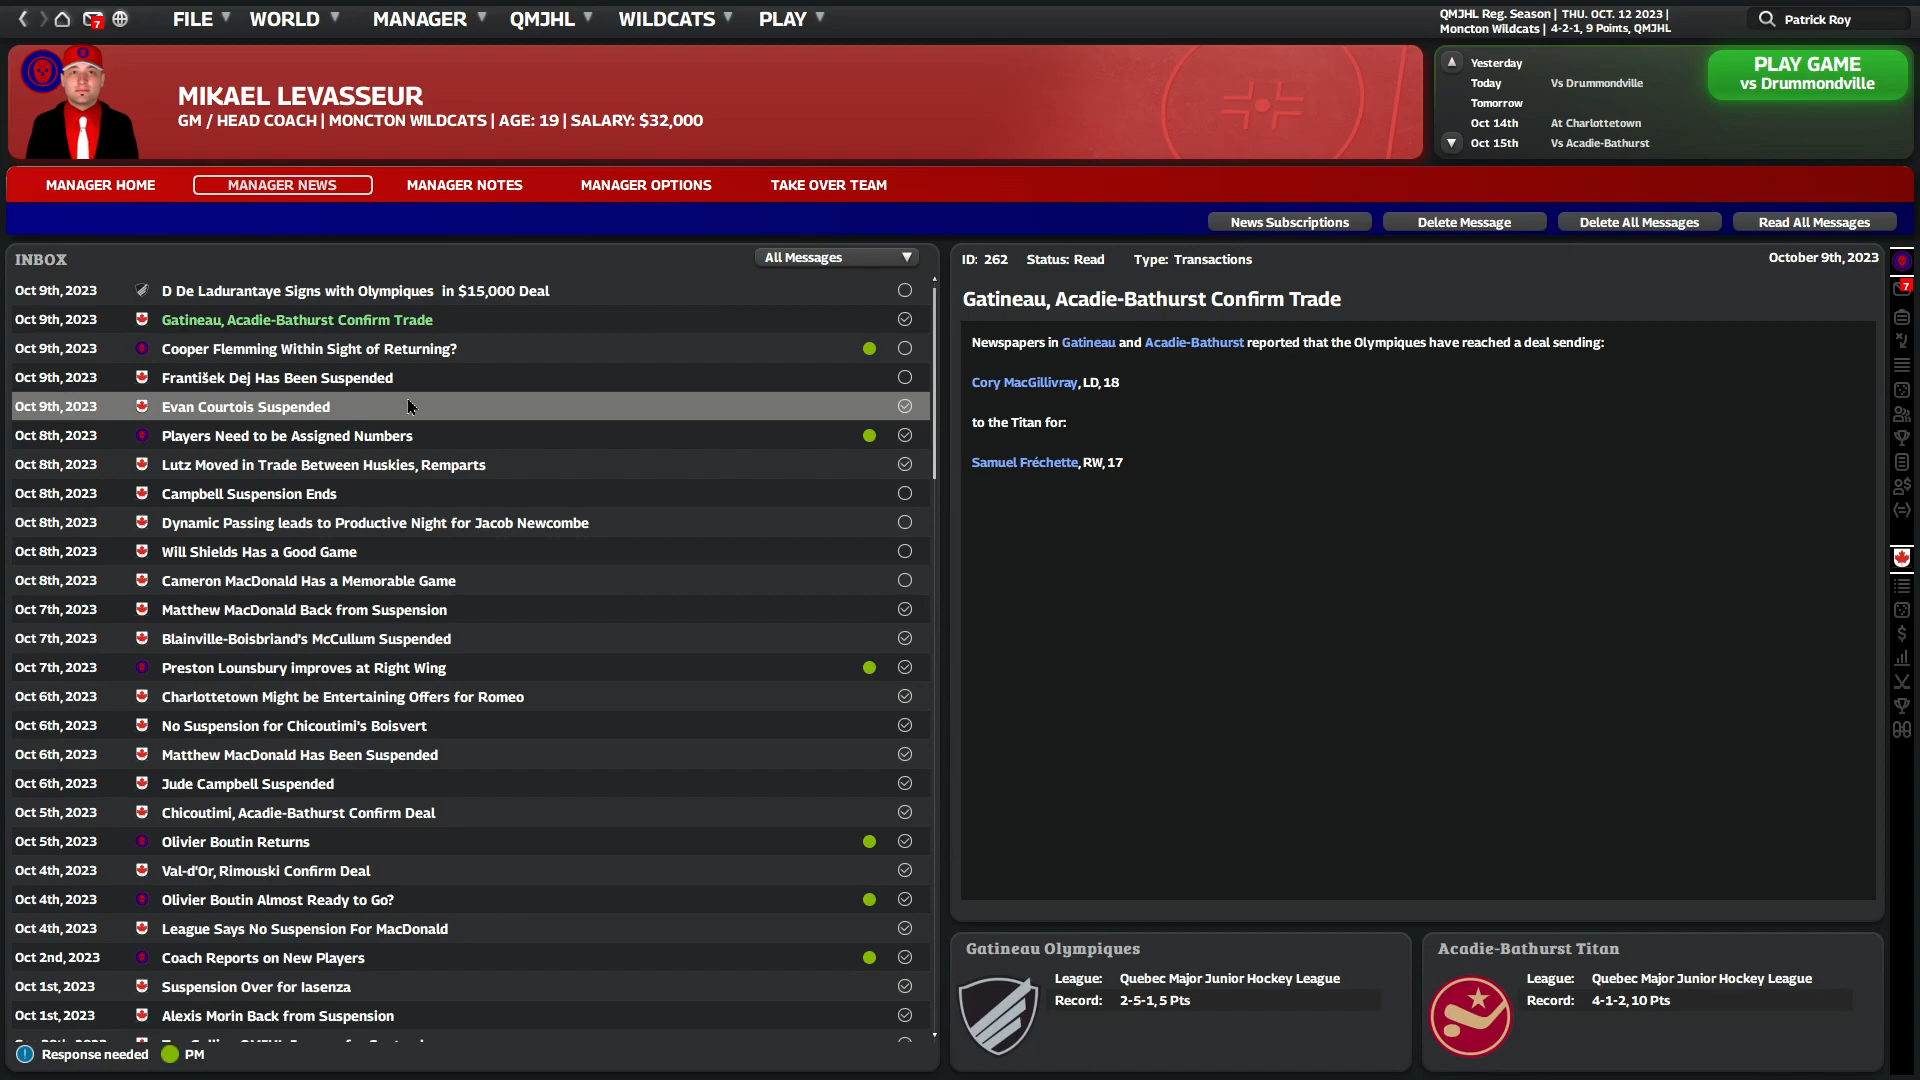 FILE WORLD MANAGER QMJHL WILDCATS PLAY
QMJHL Reg. Season | THU. OCT. 12 2023 |
Moncton Wildcats | 4-2-1, 9 Points, QMJHL
Patrick Roy
7
MIKAEL LEVASSEUR
GM / HEAD COACH | MONCTON WILDCATS | AGE: 19 | SALARY: $32,000
Yesterday
Today Vs Drummondville
Tomorrow
Oct 14th At Charlottetown
Oct 15th Vs Acadie-Bathurst
PLAY GAME
vs Drummondville
MANAGER HOME MANAGER NEWS MANAGER NOTES MANAGER OPTIONS TAKE OVER TEAM
News Subscriptions Delete Message Delete All Messages Read All Messages
INBOX All Messages
Oct 9th, 2023 D De Ladurantaye Signs with Olympiques in $15,000 Deal
Oct 9th, 2023 Gatineau, Acadie-Bathurst Confirm Trade
Oct 9th, 2023 Cooper Flemming Within Sight of Returning?
Oct 9th, 2023 František Dej Has Been Suspended
Oct 9th, 2023 Evan Courtois Suspended
Oct 8th, 2023 Players Need to be Assigned Numbers
Oct 8th, 2023 Lutz Moved in Trade Between Huskies, Remparts
Oct 8th, 2023 Campbell Suspension Ends
Oct 8th, 2023 Dynamic Passing leads to Productive Night for Jacob Newcombe
Oct 8th, 2023 Will Shields Has a Good Game
Oct 8th, 2023 Cameron MacDonald Has a Memorable Game
Oct 7th, 2023 Matthew MacDonald Back from Suspension
Oct 7th, 2023 Blainville-Boisbriand's McCullum Suspended
Oct 7th, 2023 Preston Lounsbury improves at Right Wing
Oct 6th, 2023 Charlottetown Might be Entertaining Offers for Romeo
Oct 6th, 2023 No Suspension for Chicoutimi's Boisvert
Oct 6th, 2023 Matthew MacDonald Has Been Suspended
Oct 6th, 2023 Jude Campbell Suspended
Oct 5th, 2023 Chicoutimi, Acadie-Bathurst Confirm Deal
Oct 5th, 2023 Olivier Boutin Returns
Oct 4th, 2023 Val-d'Or, Rimouski Confirm Deal
Oct 4th, 2023 Olivier Boutin Almost Ready to Go?
Oct 4th, 2023 League Says No Suspension For MacDonald
Oct 2nd, 2023 Coach Reports on New Players
Oct 1st, 2023 Suspension Over for Iasenza
Oct 1st, 2023 Alexis Morin Back from Suspension
Response needed PM
ID: 262 Status: Read Type: Transactions October 9th, 2023
Gatineau, Acadie-Bathurst Confirm Trade
Newspapers in Gatineau and Acadie-Bathurst reported that the Olympiques have reached a deal sending:
Cory MacGillivray, LD, 18
to the Titan for:
Samuel Fréchette, RW, 17
Gatineau Olympiques
League: Quebec Major Junior Hockey League
Record: 2-5-1, 5 Pts
Acadie-Bathurst Titan
League: Quebec Major Junior Hockey League
Record: 4-1-2, 10 Pts
7